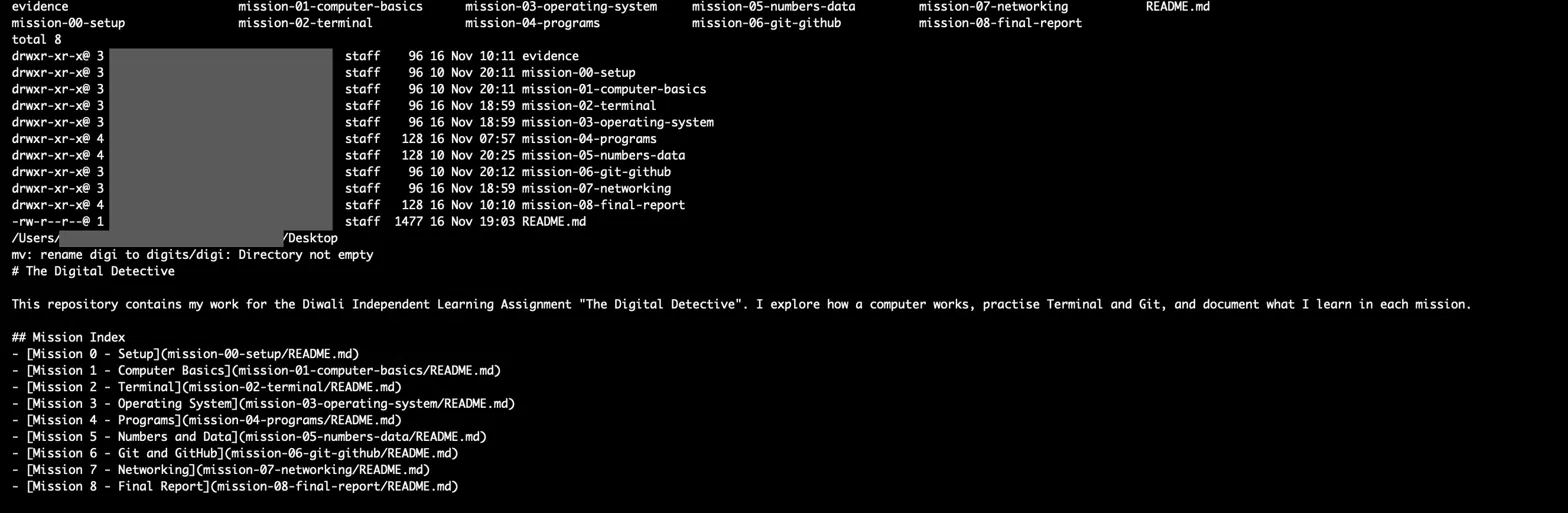 evidence mission-01-computer-basics mission-03-operating-system mission-05-numbers-data mission-07-networking README.md
mission-00-setup mission-02-terminal mission-04-programs mission-06-git-github mission-08-final-report
total 8
drwxr-xr-x@ 3 staff 96 16 Nov 10:11 evidence
drwxr-xr-x@ 3 staff 96 10 Nov 20:11 mission-00-setup
drwxr-xr-x@ 3 staff 96 10 Nov 20:11 mission-01-computer-basics
drwxr-xr-x@ 3 staff 96 16 Nov 18:59 mission-02-terminal
drwxr-xr-x@ 3 staff 96 16 Nov 18:59 mission-03-operating-system
drwxr-xr-x@ 4 staff 128 16 Nov 07:57 mission-04-programs
drwxr-xr-x@ 4 staff 128 10 Nov 20:25 mission-05-numbers-data
drwxr-xr-x@ 3 staff 96 10 Nov 20:12 mission-06-git-github
drwxr-xr-x@ 3 staff 96 16 Nov 18:59 mission-07-networking
drwxr-xr-x@ 4 staff 128 16 Nov 10:10 mission-08-final-report
-rw-r--r--@ 1 staff 1477 16 Nov 19:03 README.md
/Users/ /Desktop
mv: rename digi to digits/digi: Directory not empty
# The Digital Detective
This repository contains my work for the Diwali Independent Learning Assignment "The Digital Detective". I explore how a computer works, practise Terminal and Git, and document what I learn in each mission.
## Mission Index
- [Mission 0 - Setup](mission-00-setup/README.md)
- [Mission 1 - Computer Basics](mission-01-computer-basics/README.md)
- [Mission 2 - Terminal](mission-02-terminal/README.md)
- [Mission 3 - Operating System](mission-03-operating-system/README.md)
- [Mission 4 - Programs](mission-04-programs/README.md)
- [Mission 5 - Numbers and Data](mission-05-numbers-data/README.md)
- [Mission 6 - Git and GitHub](mission-06-git-github/README.md)
- [Mission 7 - Networking](mission-07-networking/README.md)
- [Mission 8 - Final Report](mission-08-final-report/README.md)